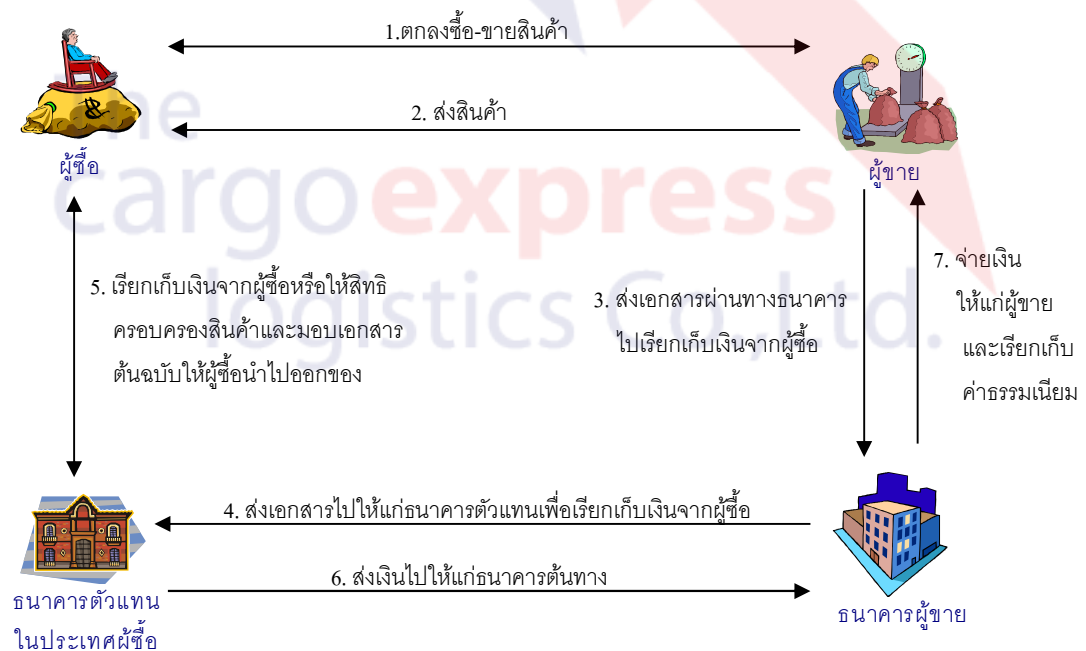 1.ตกลงซื้อ-ขายสินค้า
2. ส่งสินค้า
ผู้ซื้อ
ผู้ขาย
the
cargoexpress
logistics Co.,Ltd.
5. เรียกเก็บเงินจากผู้ซื้อหรือให้สิทธิ
ครอบครองสินค้าและมอบเอกสาร
ต้นฉบับให้ผู้ซื้อนำไปออกของ
3. ส่งเอกสารผ่านทางธนาคาร
ไปเรียกเก็บเงินจากผู้ซื้อ
7. จ่ายเงิน
ให้แก่ผู้ขาย
และเรียกเก็บ
ค่าธรรมเนียม
4. ส่งเอกสารไปให้แก่ธนาคารตัวแทนเพื่อเรียกเก็บเงินจากผู้ซื้อ
6. ส่งเงินไปให้แก่ธนาคารต้นทาง
ธนาคารตัวแทน
ในประเทศผู้ซื้อ
ธนาคารผู้ขาย